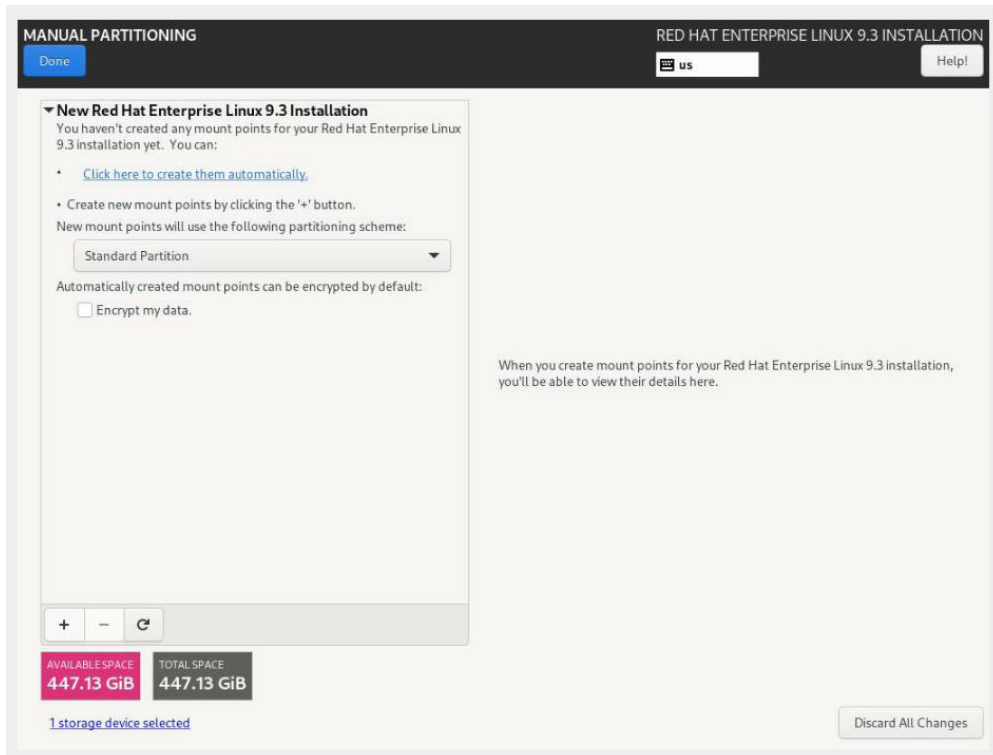 MANUAL PARTITIONING
RED HAT ENTERPRISE LINUX 9.3 INSTALLATION
Done
us
Help!
New Red Hat Enterprise Linux 9.3 Installation
You haven't created any mount points for your Red Hat Enterprise Linux
9.3 installation yet. You can:
• Click here to create them automatically.
• Create new mount points by clicking the '+' button.
New mount points will use the following partitioning scheme:
Standard Partition
Automatically created mount points can be encrypted by default:
Encrypt my data.
When you create mount points for your Red Hat Enterprise Linux 9.3 installation,
you'll be able to view their details here.
+ −
AVAILABLE SPACE
447.13 GiB
TOTAL SPACE
447.13 GiB
1 storage device selected
Discard All Changes